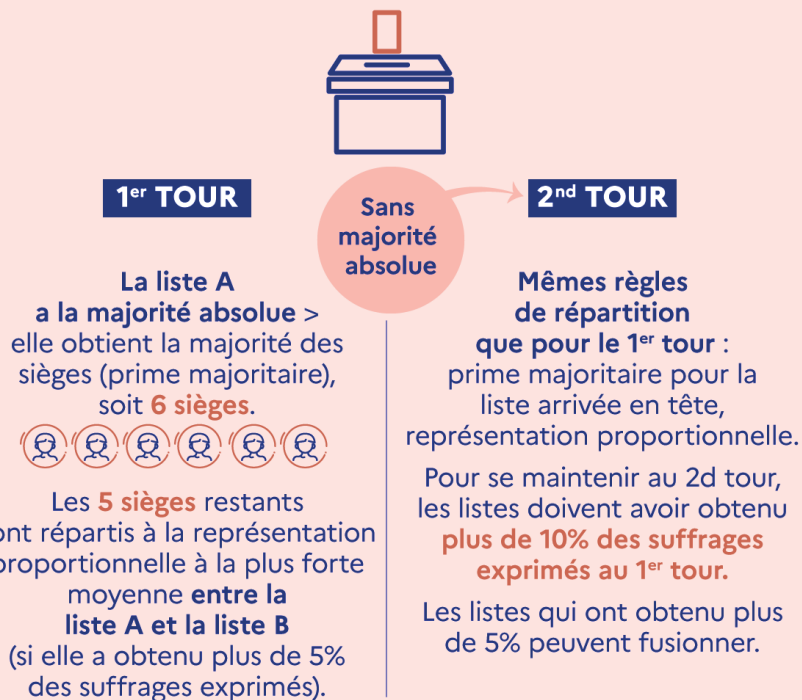 1er TOUR
La liste A
a la majorité absolue >
elle obtient la majorité des
sièges (prime majoritaire),
soit 6 sièges.
Les 5 sièges restants
ont répartis à la représentation
proportionnelle à la plus forte
moyenne entre la
liste A et la liste B
(si elle a obtenu plus de 5%
des suffrages exprimés).
Sans
majorité
absolue
2nd TOUR
Mêmes règles
de répartition
que pour le 1er tour :
prime majoritaire pour la
liste arrivée en tête,
représentation proportionnelle.
Pour se maintenir au 2d tour,
les listes doivent avoir obtenu
plus de 10% des suffrages
exprimés au 1er tour.
Les listes qui ont obtenu plus
de 5% peuvent fusionner.